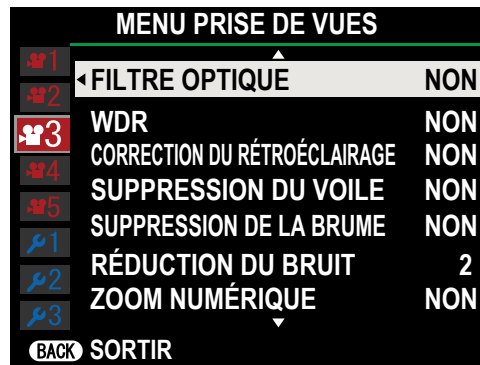 MENU PRISE DE VUES
1
2
3
4
5
1
2
3
FILTRE OPTIQUE NON
WDR NON
CORRECTION DU RÉTROÉCLAIRAGE NON
SUPPRESSION DU VOILE NON
SUPPRESSION DE LA BRUME NON
RÉDUCTION DU BRUIT 2
ZOOM NUMÉRIQUE NON
BACK SORTIR